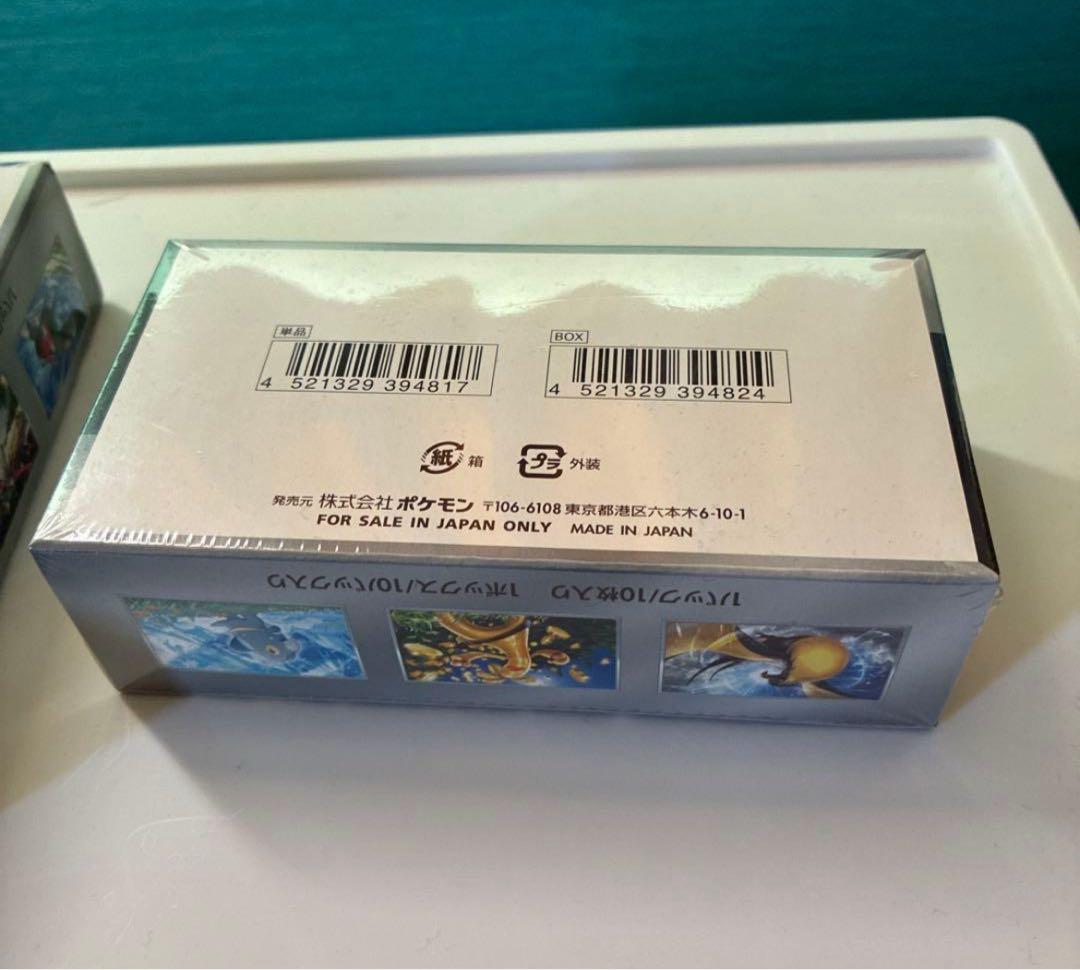 単品
4 521329 394817
BOX
4 521329 394824
紙 箱
プラ 外装
発売元 株式会社 ポケモン 〒106-6108 東京都港区六本木6-10-1
FOR SALE IN JAPAN ONLY MADE IN JAPAN
1パック/10枚入り 1ボックス/10パック入り